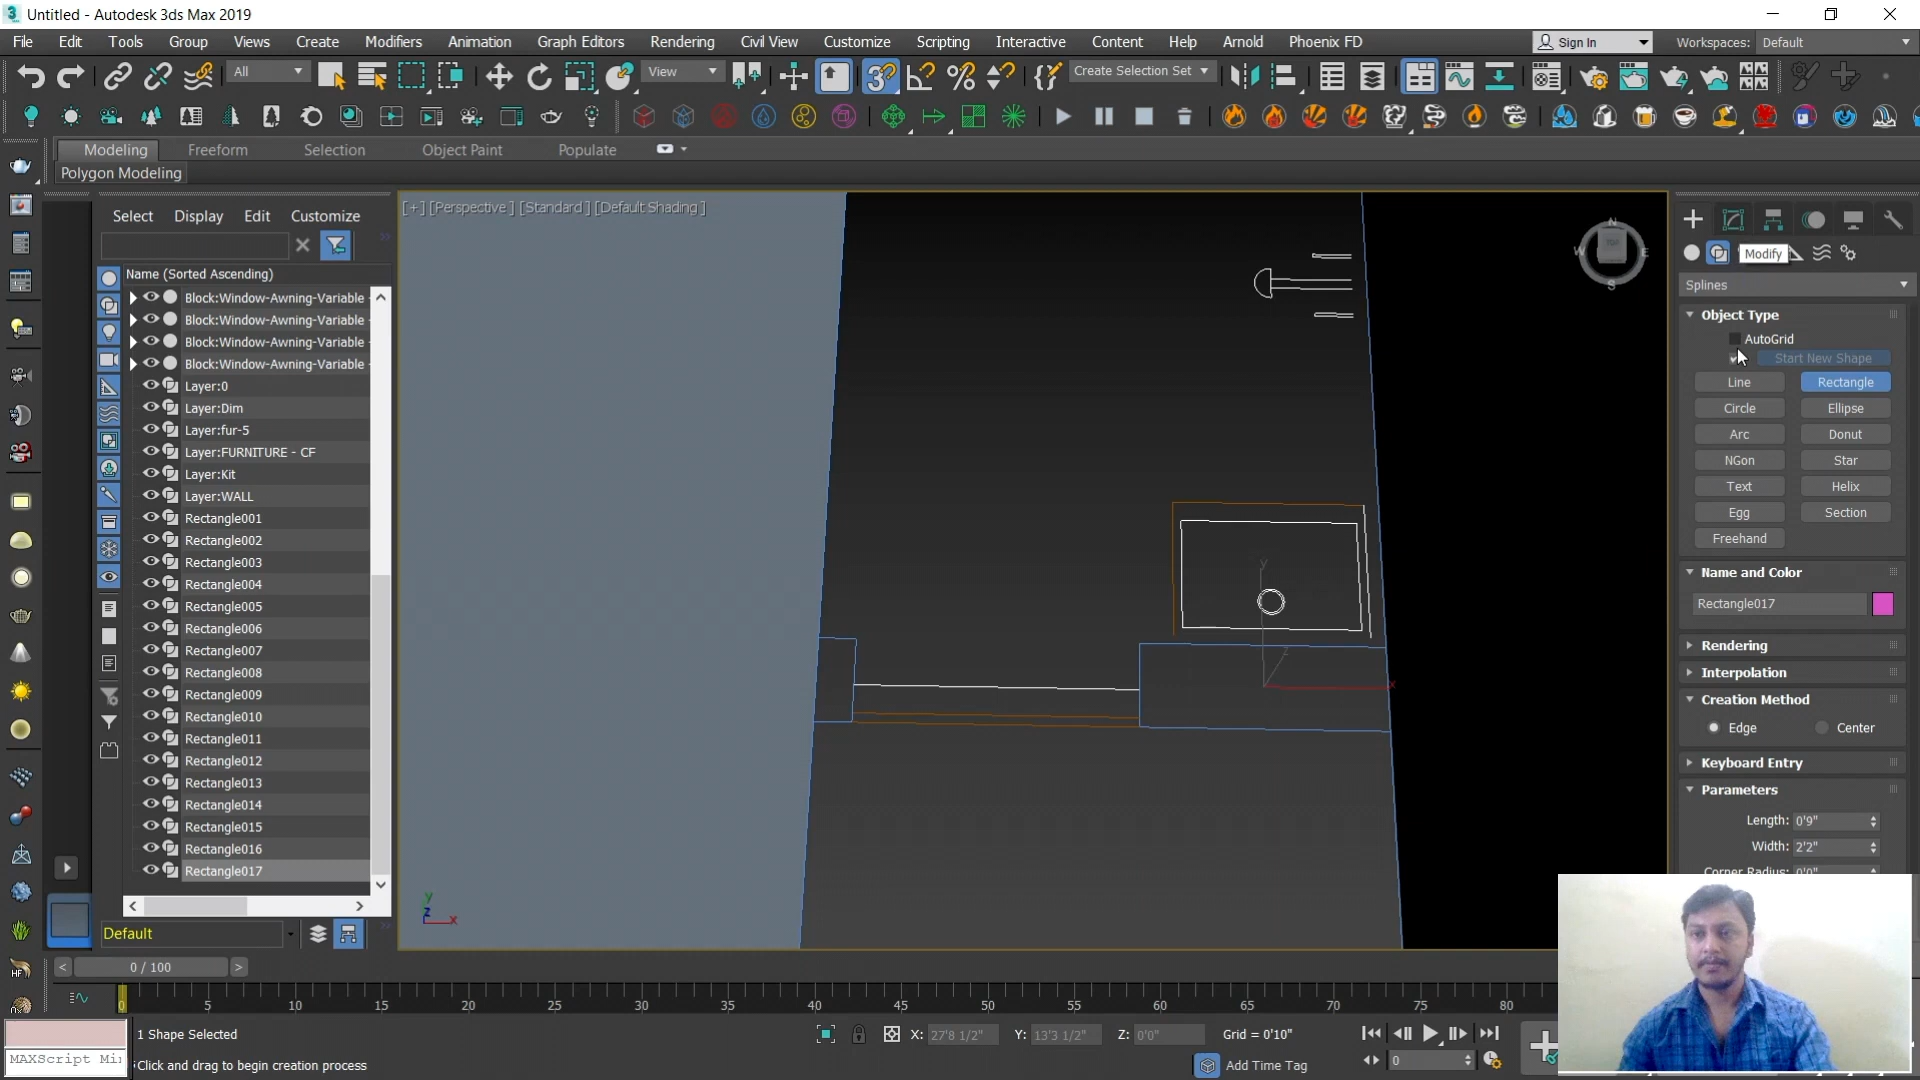 Untitled - Autodesk 3ds Max 2019
File Edit Tools Group Views Create Modifiers Animation Graph Editors Rendering Civil View Customize Scripting Interactive Content Help Arnold Phoenix FD Sign In Workspaces: Default
All View Create Selection Set
Modeling Freeform Selection Object Paint Populate
Polygon Modeling
Select Display Edit Customize
[+] [Perspective ] [Standard ] [Default Shading ]
Modify
Name (Sorted Ascending)
Splines
Block:Window-Awning-Variable
Block:Window-Awning-Variable
Block:Window-Awning-Variable
Block:Window-Awning-Variable
Layer:0
Layer:Dim
Layer:fur-5
Layer:FURNITURE - CF
Layer:Kit
Layer:WALL
Rectangle001
Rectangle002
Rectangle003
Rectangle004
Rectangle005
Rectangle006
Rectangle007
Rectangle008
Rectangle009
Rectangle010
Rectangle011
Rectangle012
Rectangle013
Rectangle014
Rectangle015
Rectangle016
Rectangle017
Default
N
W E
S
Object Type
AutoGrid
Start New Shape
Line Rectangle
Circle Ellipse
Arc Donut
NGon Star
Text Helix
Egg Section
Freehand
Name and Color
Rectangle017
Rendering
Interpolation
Creation Method
Edge Center
Keyboard Entry
Parameters
Length: 0'9"
Width: 2'2"
Corner Radius: 0'0"
y
z
x
y
z
x
< 0 / 100 >
0 5 10 15 20 25 30 35 40 45 50 55 60 65 70 75 80
1 Shape Selected X: 27'8 1/2" Y: 13'3 1/2" Z: 0'0" Grid = 0'10"
MAXScript Mi
Click and drag to begin creation process Add Time Tag 0